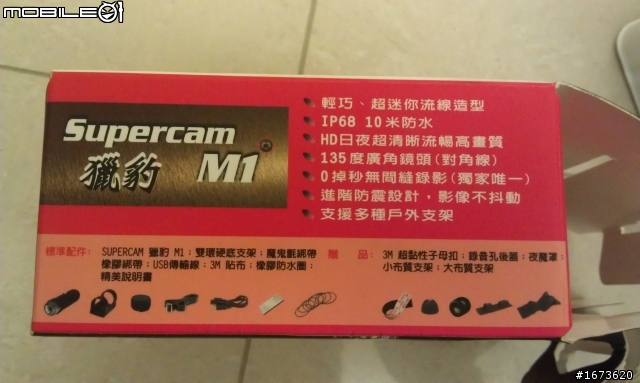 MOBILE01
Supercam
獵豹 M1
輕巧、超迷你流線造型
IP68 10米防水
HD日夜超清晰流暢高畫質
135度廣角鏡頭(對角線)
0掉秒無間縫錄影(獨家唯一)
進階防震設計，影像不抖動
支援多種戶外支架
標準配件: SUPERCAM 獵豹 M1；雙環硬底支架；魔鬼氈綁帶
橡膠綁帶；USB傳輸線；3M 貼布；橡膠防水圈；
精美說明書
贈 品: 3M 超黏性子母扣；錄音孔後蓋；夜魔罩；
小布質支架；大布質支架
#1673620